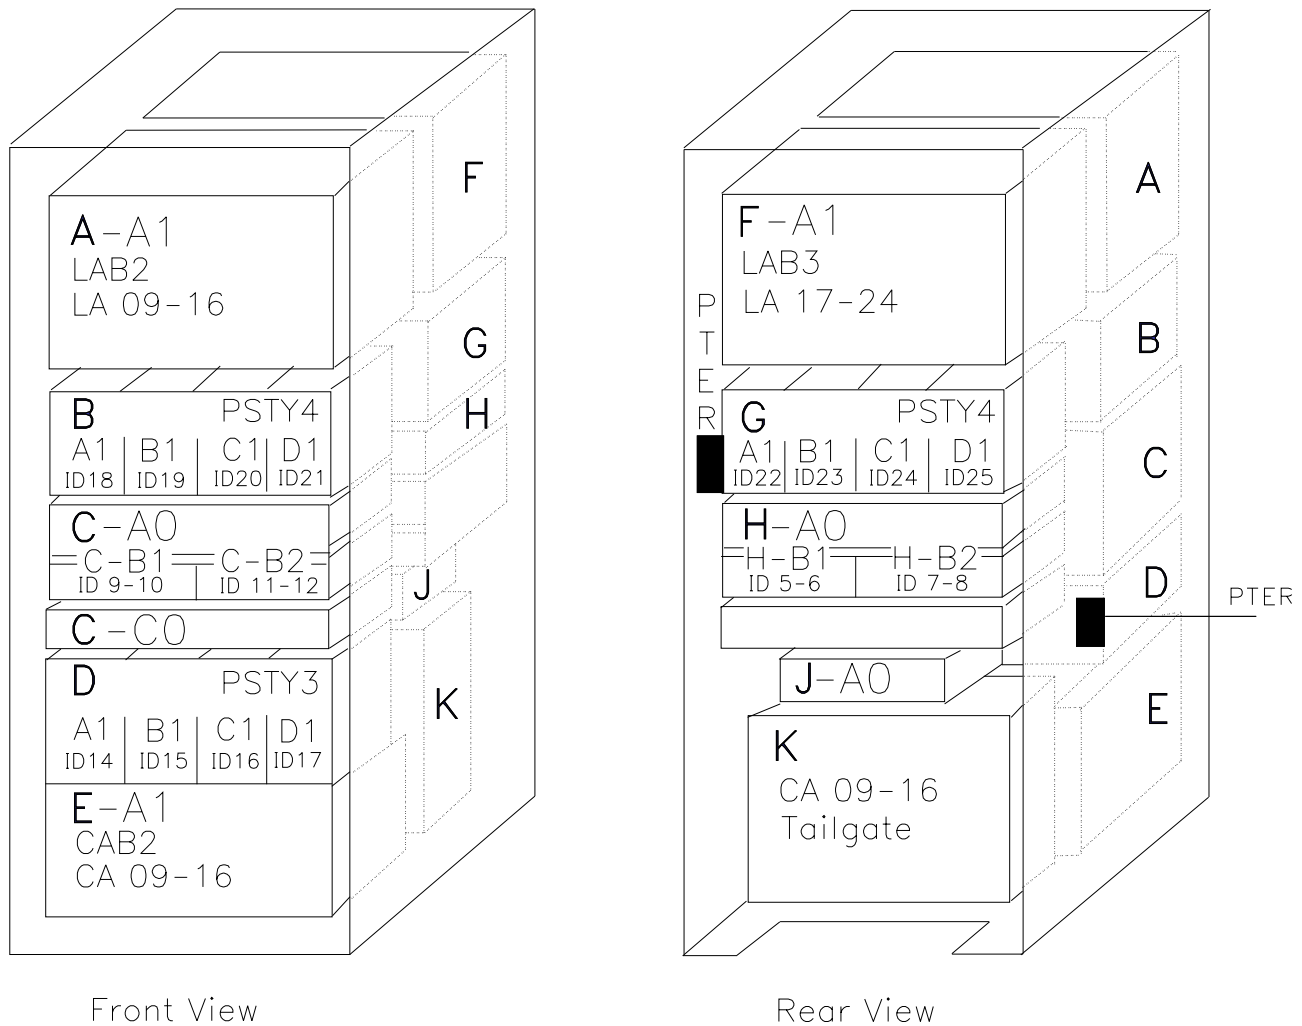 F
A-A1
LAB2
LA 09-16
G
B PSTY4
A1 B1 C1 D1
ID18 ID19 ID20 ID21
H
C-A0
C-B1 C-B2
ID 9-10 ID 11-12
J
C-C0
D PSTY3
A1 B1 C1 D1
ID14 ID15 ID16 ID17
K
E-A1
CAB2
CA 09-16
Front View
A
F-A1
LAB3
LA 17-24
PTER
B
G PSTY4
A1 B1 C1 D1
ID22 ID23 ID24 ID25
C
H-A0
H-B1 H-B2
ID 5-6 ID 7-8
D
PTER
J-A0
E
K
CA 09-16
Tailgate
Rear View